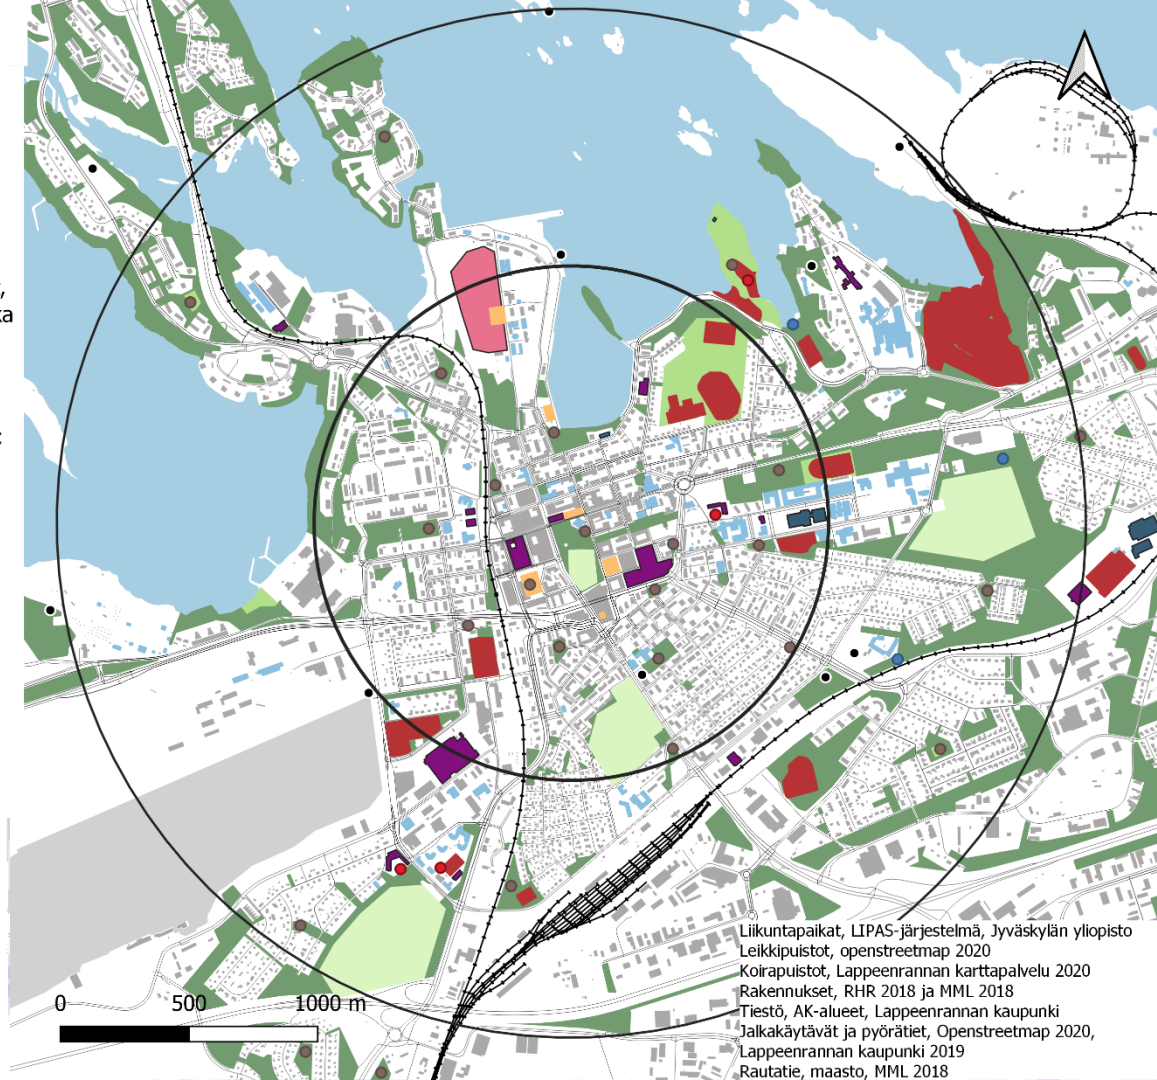 ,
ka
:
0 500 1000 m
Liikuntapaikat, LIPAS-järjestelmä, Jyväskylän yliopisto
Leikkipuistot, openstreetmap 2020
Koirapuistot, Lappeenrannan karttapalvelu 2020
Rakennukset, RHR 2018 ja MML 2018
Tiestö, AK-alueet, Lappeenrannan kaupunki
Jalkakäytävät ja pyörätiet, Openstreetmap 2020,
Lappeenrannan kaupunki 2019
Rautatie, maasto, MML 2018